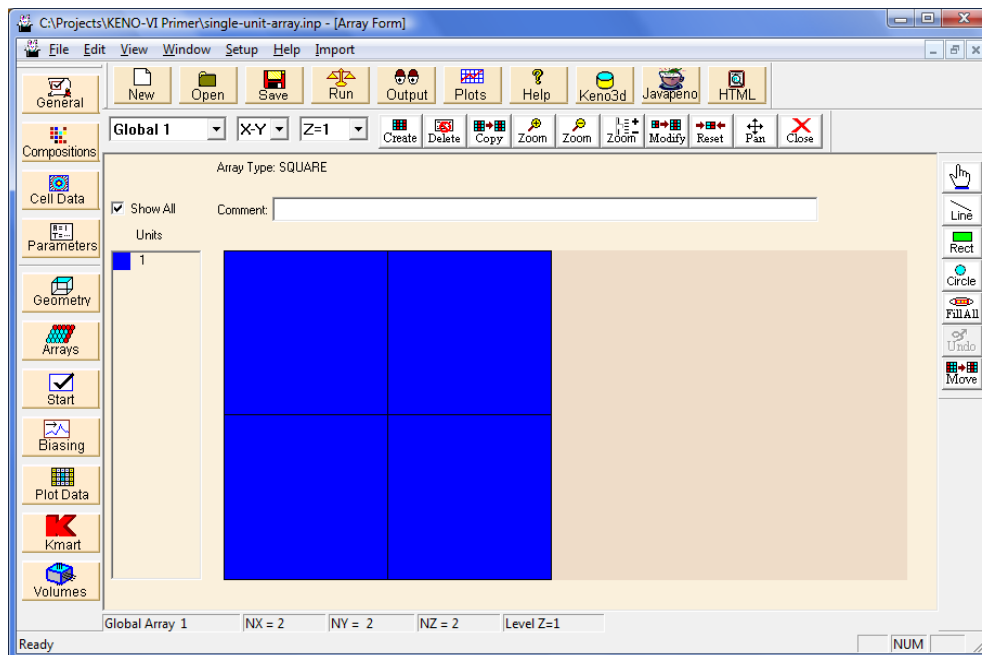 C:\Projects\KENO-VI Primer\single-unit-array.inp - [Array Form]
File Edit View Window Setup Help Import
General
New Open Save Run Output Plots Help Keno3d Javapeno HTML
Compositions
Global 1 X-Y Z=1 Create Delete Copy Zoom Zoom Zoom Modify Reset Pan Close
Cell Data
Array Type: SQUARE
Show All Comment:
Line
Parameters
Units
R=1
T=...
Rect
1
Geometry
Circle
Fill All
Arrays
Undo
Start
Move
Biasing
Plot Data
Kmart
Volumes
Global Array 1 NX = 2 NY = 2 NZ = 2 Level Z=1
Ready NUM